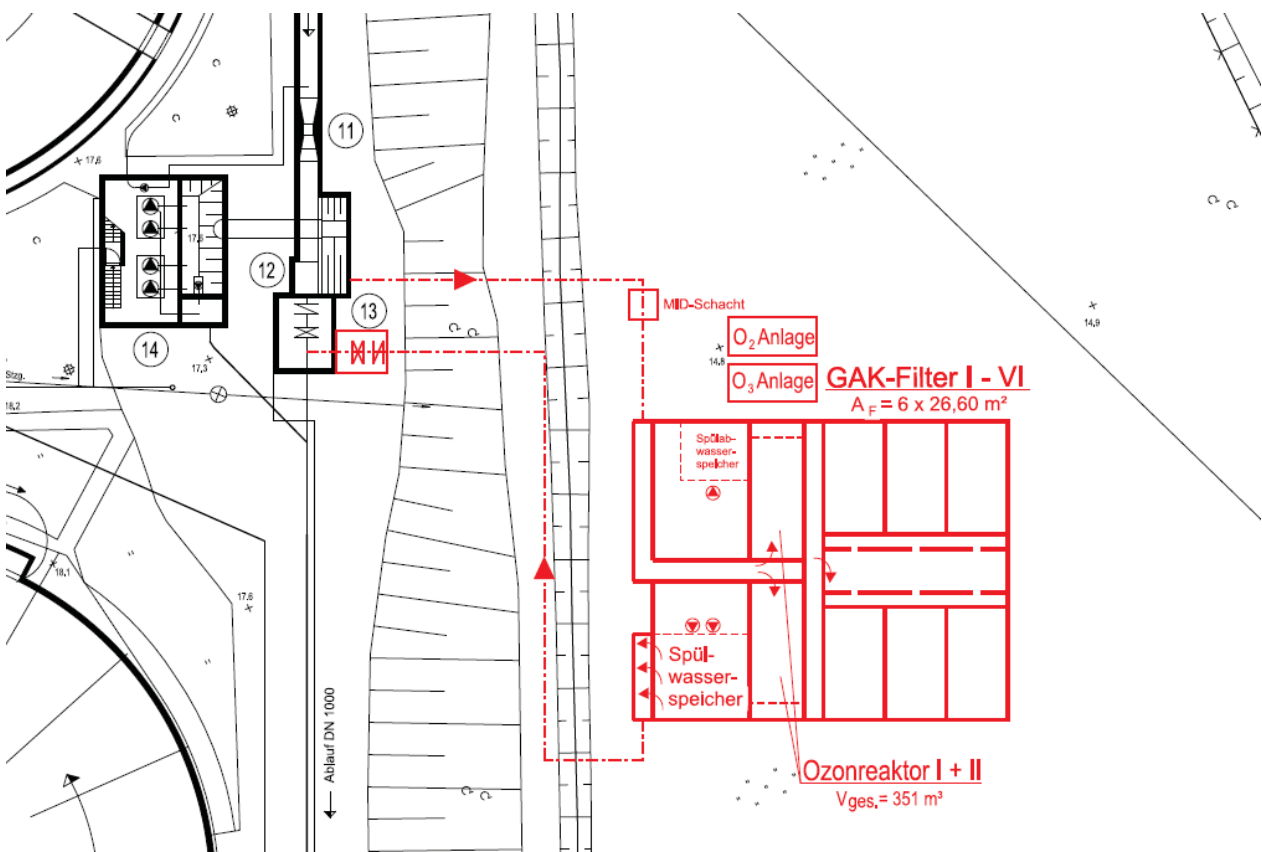 11
17,6
17,6
12
MID-Schacht
13
14,9
O₂ Anlage
14
14,8
17,3
O₃ Anlage
GAK-Filter I - VI
Stzg.
A F = 6 x 26,60 m²
18,2
Spülab-
wasser-
speicher
18,1
17,6
Spül-
wasser-
speicher
Ablauf DN 1000
Ozonreaktor I + II
Vges.= 351 m³